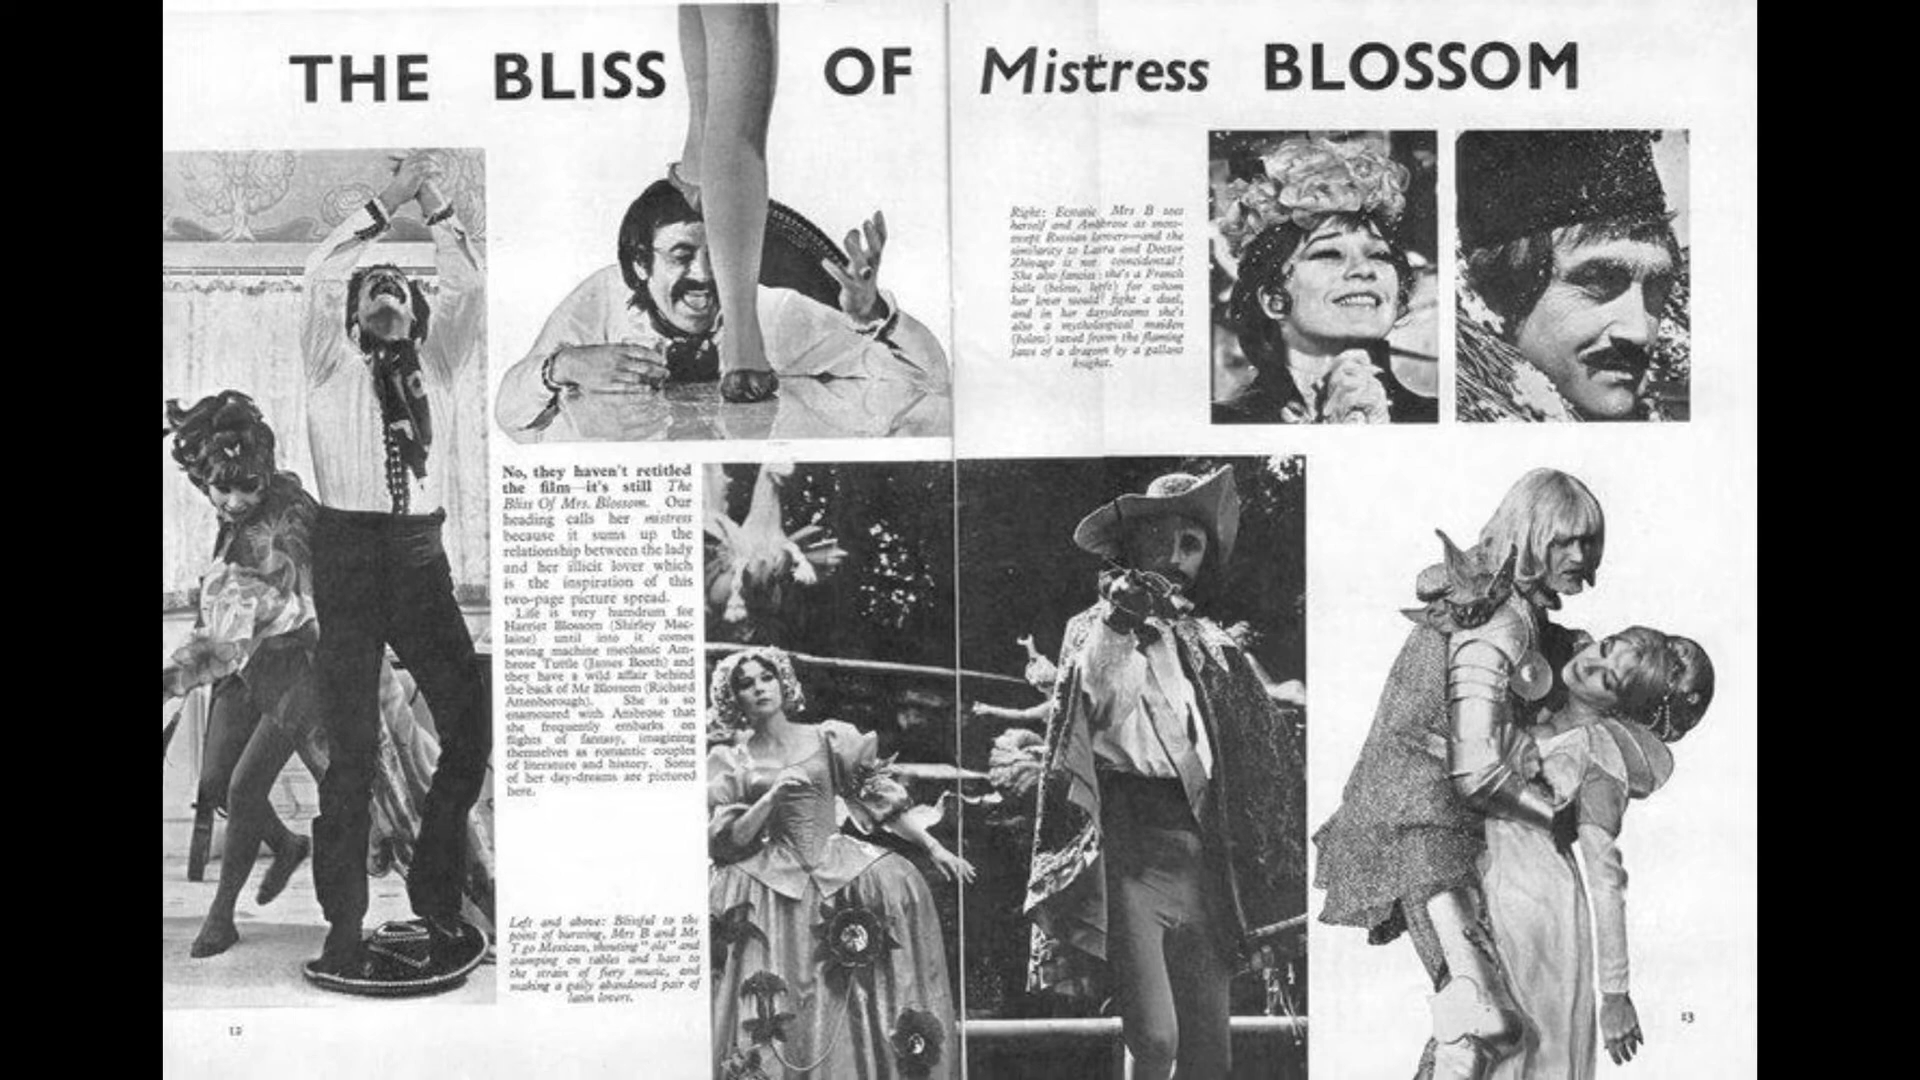 THE BLISS OF Mistress BLOSSOM
Right: Ecstatic Mrs B sees
herself and Ambrose as snow-
swept Russian lovers—and the
similarity to Lara and Doctor
Zhivago is not coincidental!
She also fancies she's a French
belle (below, left) for whom
her lover would fight a duel,
and in her daydreams she's
also a mythological maiden
(below) saved from the flaming
jaws of a dragon by a gallant
knight.
No, they haven't retitled
the film—it's still The
Bliss Of Mrs. Blossom. Our
heading calls her mistress
because it sums up the
relationship between the lady
and her illicit lover which
is the inspiration of this
two-page picture spread.
Life is very humdrum for
Harriet Blossom (Shirley Mac-
laine) until into it comes
sewing machine mechanic Am-
brose Tuttle (James Booth) and
they have a wild affair behind
the back of Mr Blossom (Richard
Attenborough). She is so
enamoured with Ambrose that
she frequently embarks on
flights of fantasy, imagining
themselves as romantic couples
of literature and history. Some
of her day-dreams are pictured
here.
Left and above: Blissful to the
point of bursting, Mrs B and Mr
T go Mexican, shouting "olé" and
stamping on tables and hats to
the strain of fiery music, and
making a gaily abandoned pair of
latin lovers.
12
13